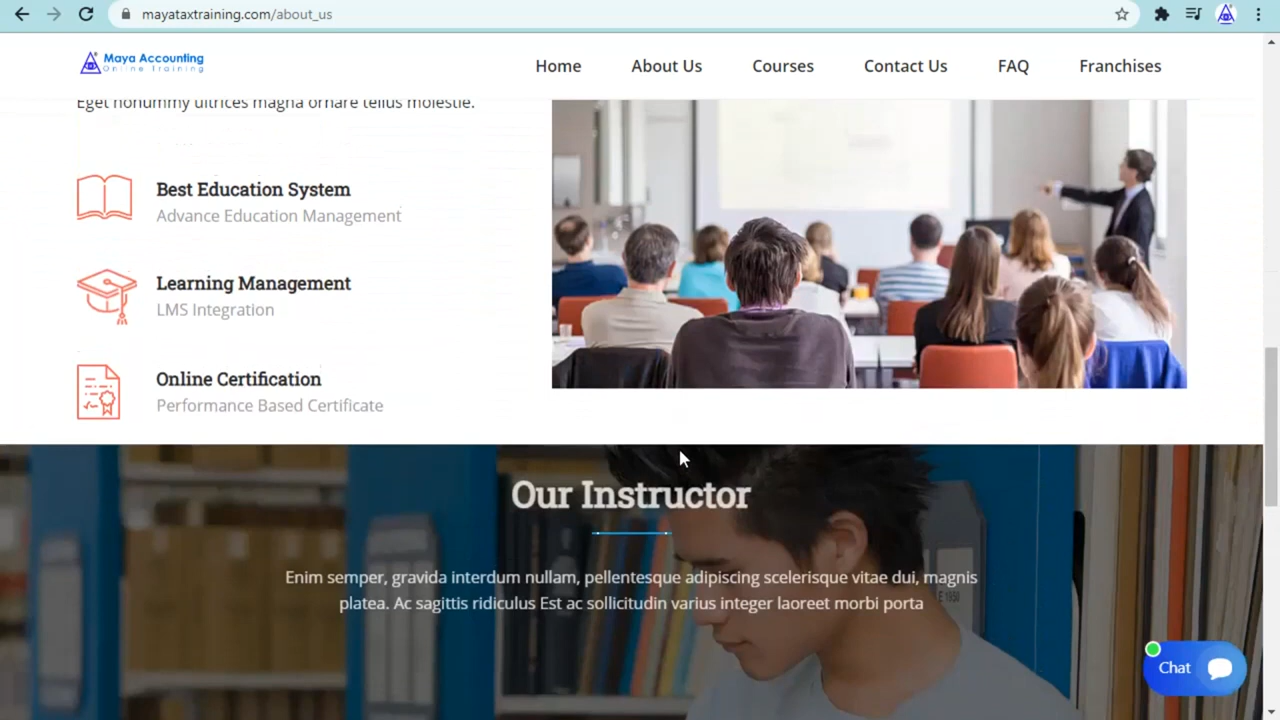 mayataxtraining.com/about_us
Maya Accounting
Online Training
Home
About Us
Courses
Contact Us
FAQ
Franchises
Eget nonummy ultrices magna ornare tellus molestie.
Best Education System
Advance Education Management
Learning Management
LMS Integration
Online Certification
Performance Based Certificate
Our Instructor
Enim semper, gravida interdum nullam, pellentesque adipiscing scelerisque vitae dui, magnis
platea. Ac sagittis ridiculus Est ac sollicitudin varius integer laoreet morbi porta
E 1950
Chat